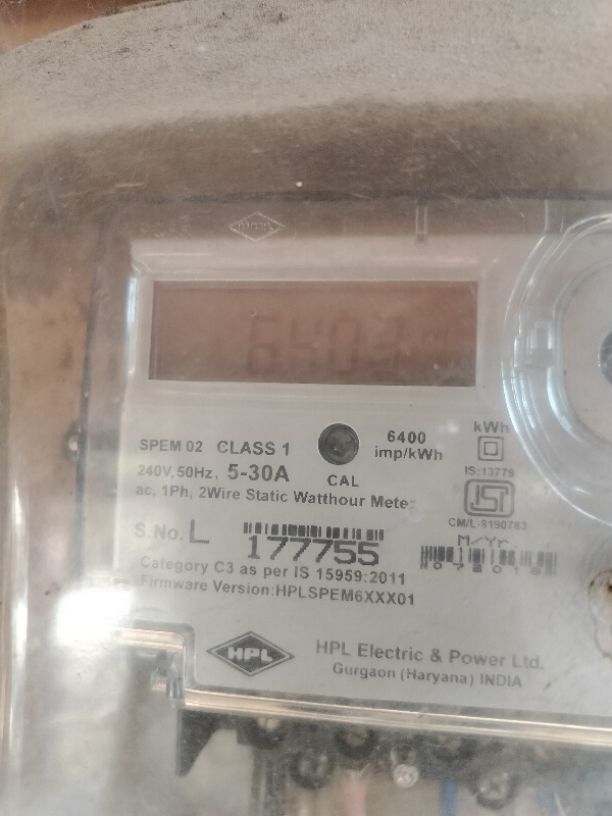 6403
SPEM 02 CLASS 1
6400
imp/kWh
kWh
240V, 50Hz, 5-30A
CAL
IS:13779
ISI
ac, 1Ph, 2Wire Static Watthour Meter
CM/L-9190783
S.No. L 177755
M/Yr
Category C3 as per IS 15959:2011
Firmware Version:HPLSPEM6XXX01
HPL
HPL Electric & Power Ltd.
Gurgaon (Haryana) INDIA